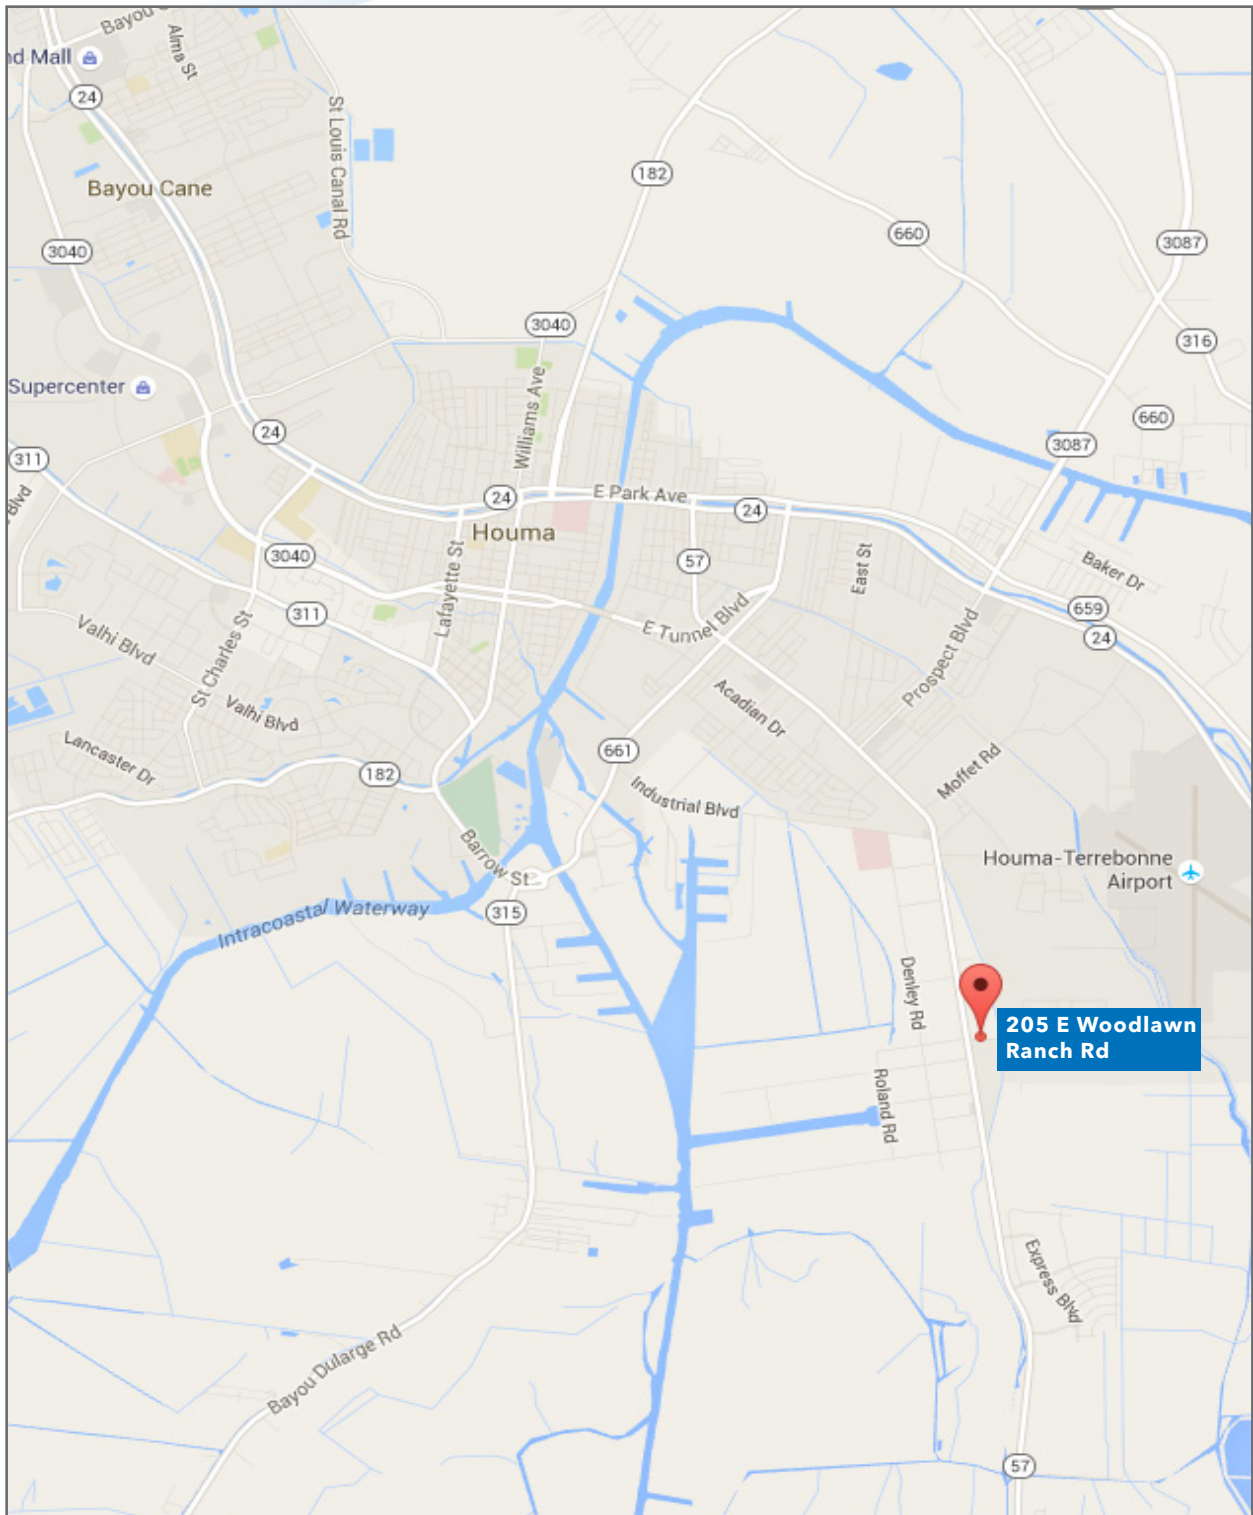 Bayou
Alma St
nd Mall
24
St Louis Canal Rd
182
Bayou Cane
660
3087
3040
3040
316
Supercenter
Williams Ave
660
24
3087
311
Blvd
24
E Park Ave
24
Houma
3040
57
East St
Baker Dr
Lafayette St
659
311
E Tunnel Blvd
24
Valhi Blvd
St Charles St
Prospect Blvd
Valhi Blvd
Acadian Dr
Lancaster Dr
661
182
Moffet Rd
Industrial Blvd
Barrow St
Houma-Terrebonne
Airport
315
Intracoastal Waterway
Denley Rd
205 E Woodlawn
Ranch Rd
Roland Rd
Express Blvd
Bayou Dularge Rd
57